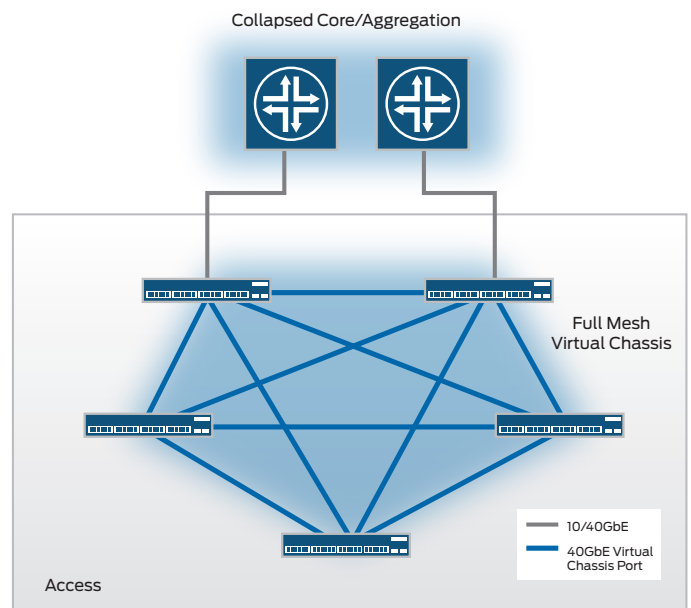 Collapsed Core/Aggregation
Full Mesh
Virtual Chassis
10/40GbE
40GbE Virtual
Chassis Port
Access